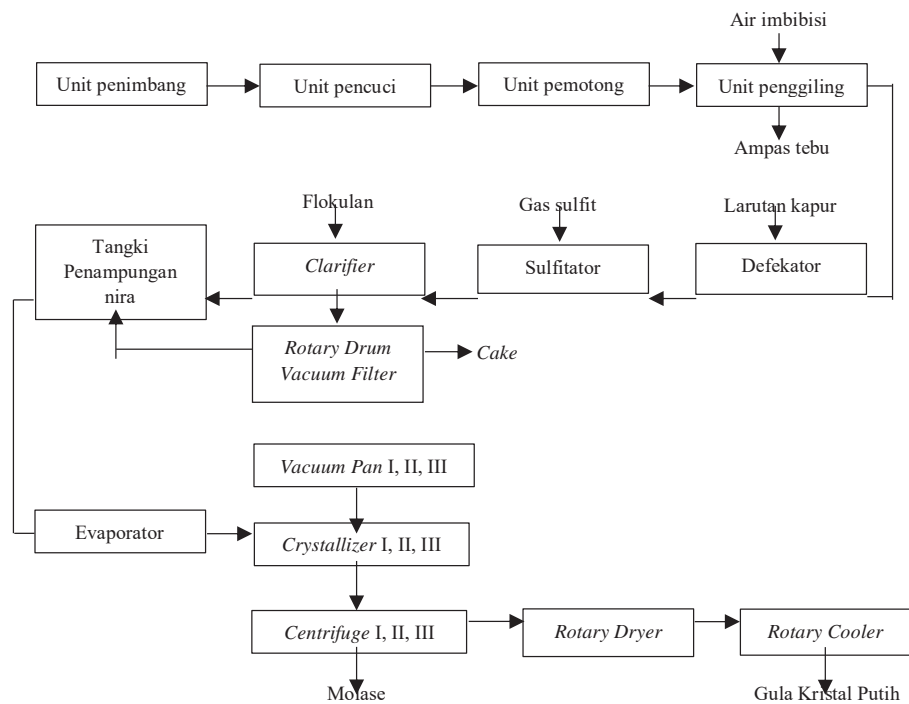 Air imbibisi
Unit penimbang
Unit pencuci
Unit pemotong
Unit penggiling
Ampas tebu
Flokulan
Gas sulfit
Larutan kapur
Tangki
Penampungan
nira
Clarifier
Sulfitator
Defekator
Rotary Drum
Vacuum Filter
Cake
Vacuum Pan I, II, III
Evaporator
Crystallizer I, II, III
Centrifuge I, II, III
Rotary Dryer
Rotary Cooler
Molase
Gula Kristal Putih